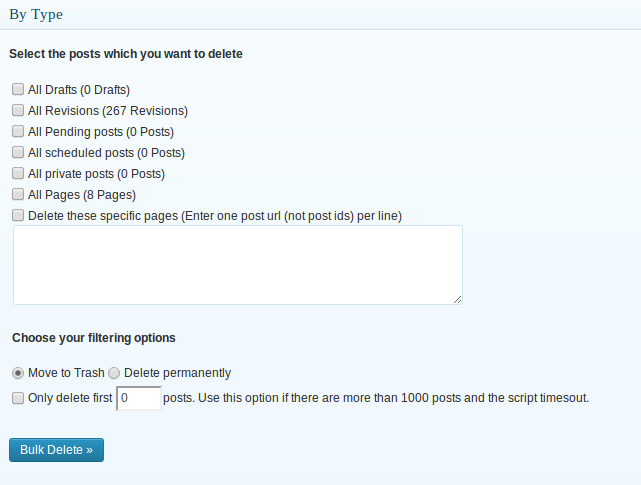 By Type
Select the posts which you want to delete
All Drafts (0 Drafts)
All Revisions (267 Revisions)
All Pending posts (0 Posts)
All scheduled posts (0 Posts)
All private posts (0 Posts)
All Pages (8 Pages)
Delete these specific pages (Enter one post url (not post ids) per line)
Choose your filtering options
Move to Trash Delete permanently
Only delete first 0 posts. Use this option if there are more than 1000 posts and the script timeout.
Bulk Delete »